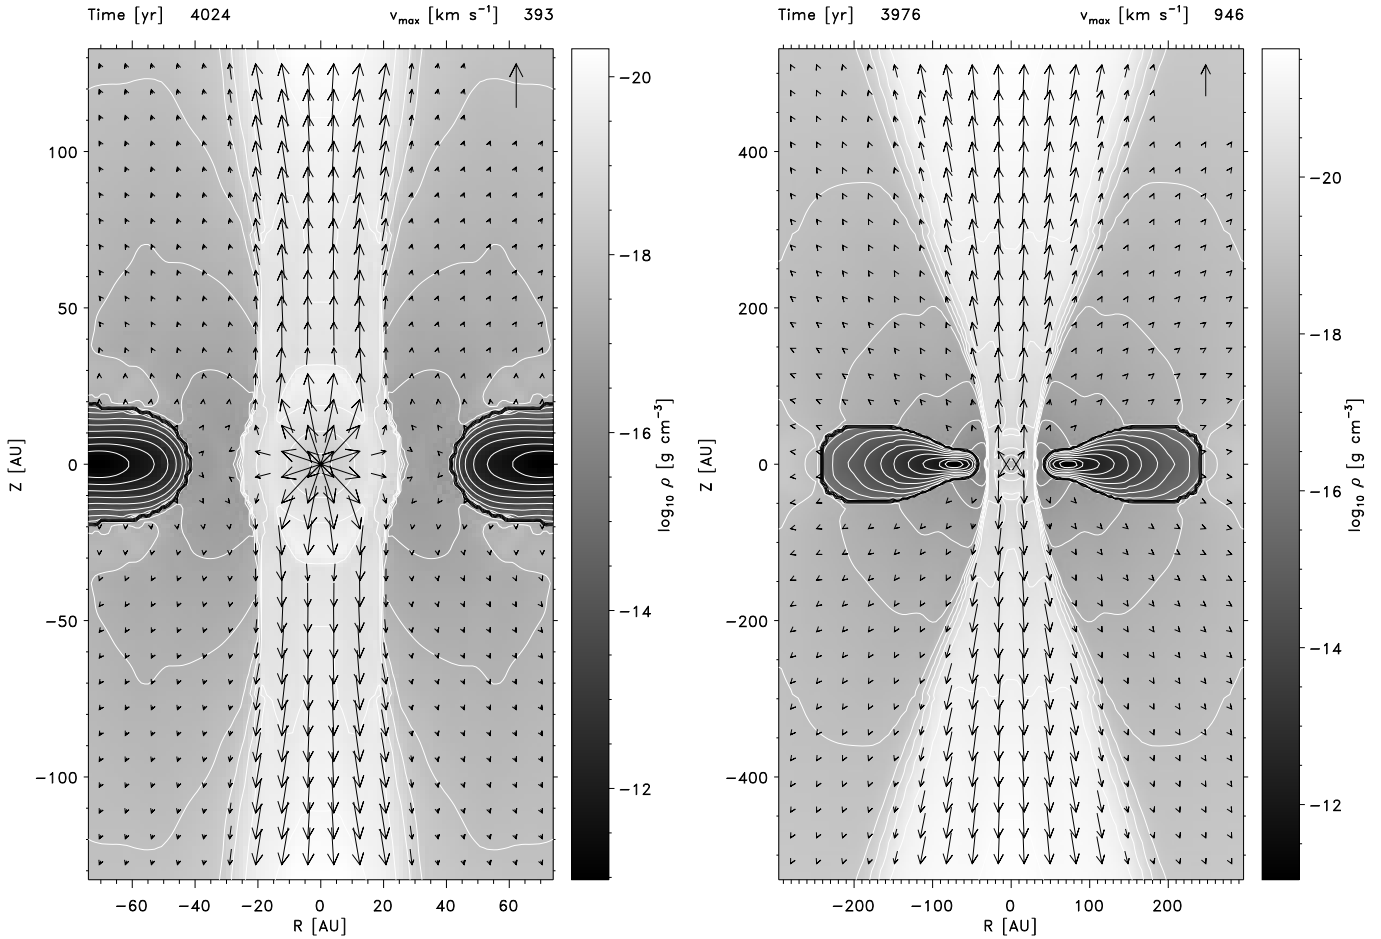 Time [yr] 4024 v_max [km s⁻¹] 393
100
50
0
−50
−100
Z [AU]
−60 −40 −20 0 20 40 60
R [AU]
−20
−18
−16
−14
−12
log₁₀ ρ [g cm⁻³]
Time [yr] 3976 v_max [km s⁻¹] 946
400
200
0
−200
−400
Z [AU]
−200 −100 0 100 200
R [AU]
−20
−18
−16
−14
−12
log₁₀ ρ [g cm⁻³]